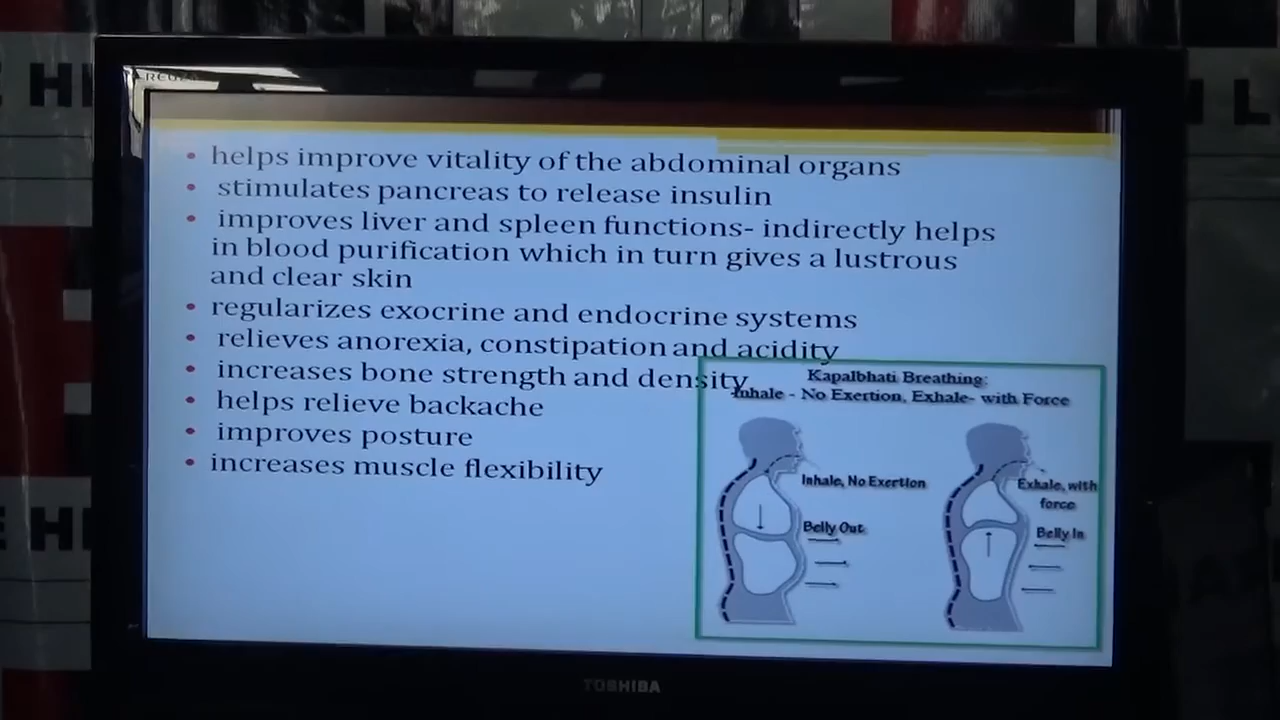 helps improve vitality of the abdominal organs
stimulates pancreas to release insulin
improves liver and spleen functions- indirectly helps
in blood purification which in turn gives a lustrous
and clear skin
regularizes exocrine and endocrine systems
relieves anorexia, constipation and acidity
increases bone strength and density
helps relieve backache
improves posture
increases muscle flexibility
Kapalbhati Breathing:
Inhale - No Exertion, Exhale- with Force
Inhale, No Exertion
Belly Out
Exhale, with
force
Belly In
TOSHIBA